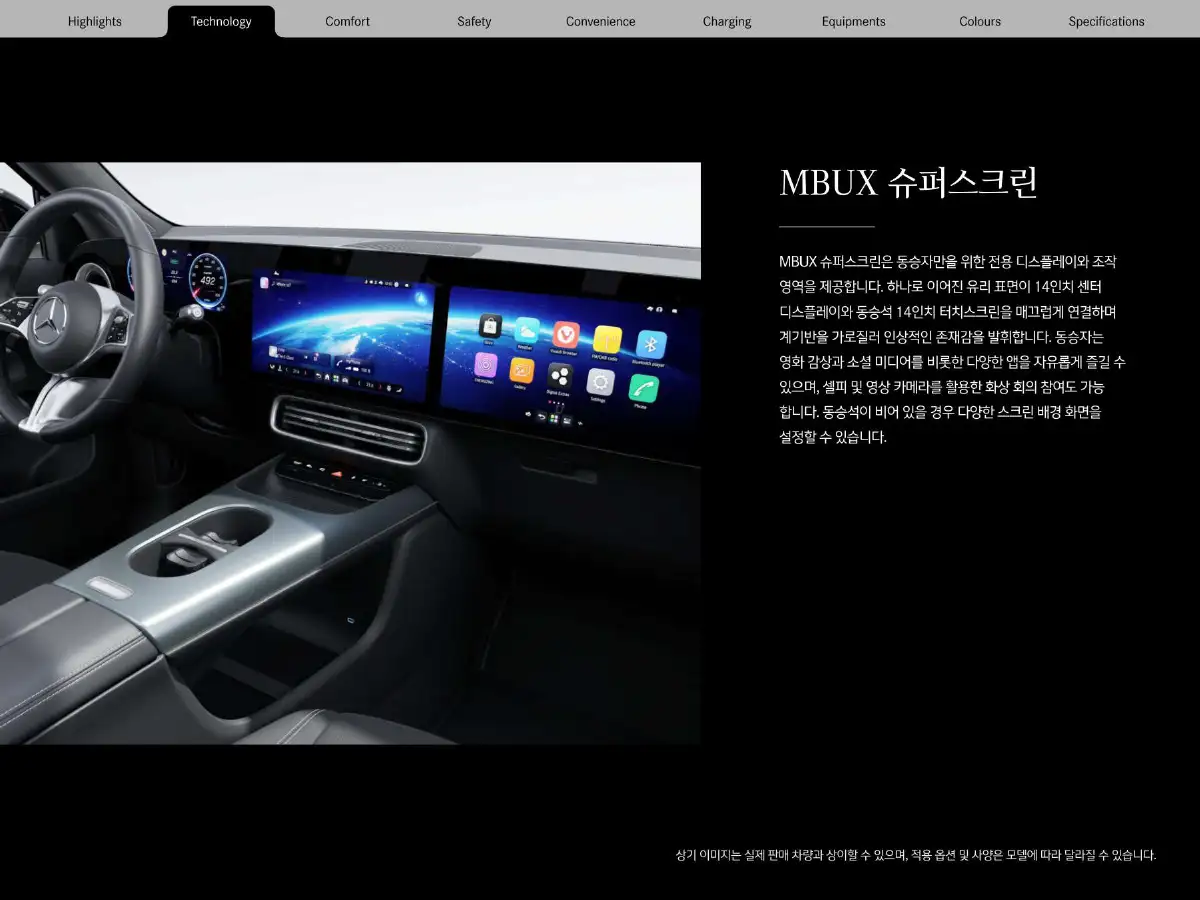 Highlights
Technology
Comfort
Safety
Convenience
Charging
Equipments
Colours
Specifications
MBUX 슈퍼스크린
MBUX 슈퍼스크린은 동승자만을 위한 전용 디스플레이와 조작
영역을 제공합니다. 하나로 이어진 유리 표면이 14인치 센터
디스플레이와 동승석 14인치 터치스크린을 매끄럽게 연결하며
계기반을 가로질러 인상적인 존재감을 발휘합니다. 동승자는
영화 감상과 소셜 미디어를 비롯한 다양한 앱을 자유롭게 즐길 수
있으며, 셀피 및 영상 카메라를 활용한 화상 회의 참여도 가능
합니다. 동승석이 비어 있을 경우 다양한 스크린 배경 화면을
설정할 수 있습니다.
492
Weather
Settings
Phone
상기 이미지는 실제 판매 차량과 상이할 수 있으며, 적용 옵션 및 사양은 모델에 따라 달라질 수 있습니다.